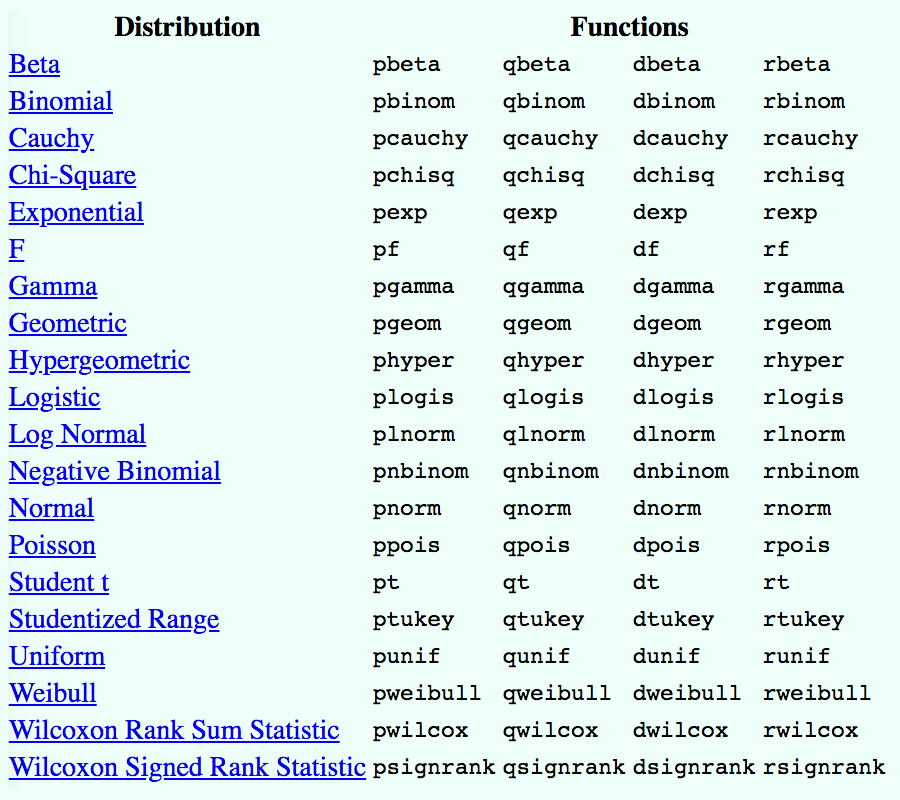 Distribution Functions
Beta pbeta qbeta dbeta rbeta
Binomial pbinom qbinom dbinom rbinom
Cauchy pcauchy qcauchy dcauchy rcauchy
Chi-Square pchisq qchisq dchisq rchisq
Exponential pexp qexp dexp rexp
F pf qf df rf
Gamma pgamma qgamma dgamma rgamma
Geometric pgeom qgeom dgeom rgeom
Hypergeometric phyper qhyper dhyper rhyper
Logistic plogis qlogis dlogis rlogis
Log Normal plnorm qlnorm dlnorm rlnorm
Negative Binomial pnbinom qnbinom dnbinom rnbinom
Normal pnorm qnorm dnorm rnorm
Poisson ppois qpois dpois rpois
Student t pt qt dt rt
Studentized Range ptukey qtukey dtukey rtukey
Uniform punif qunif dunif runif
Weibull pweibull qweibull dweibull rweibull
Wilcoxon Rank Sum Statistic pwilcox qwilcox dwilcox rwilcox
Wilcoxon Signed Rank Statistic psignrank qsignrank dsignrank rsignrank